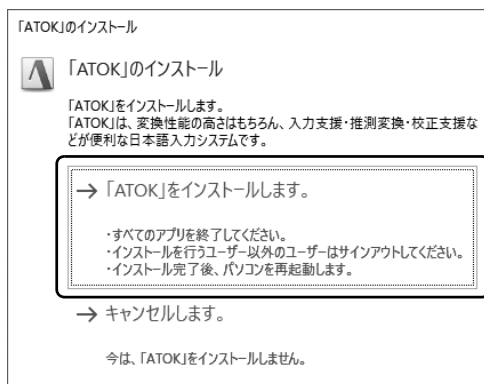 「ATOK」のインストール
「ATOK」のインストール
「ATOK」をインストールします。
「ATOK」は、変換性能の高さはもちろん、入力支援・推測変換・校正支援な
どが便利な日本語入力システムです。
→ 「ATOK」をインストールします。
・すべてのアプリを終了してください。
・インストールを行うユーザー以外のユーザーはサインアウトしてください。
・インストール完了後、パソコンを再起動します。
→ キャンセルします。
今は、「ATOK」をインストールしません。